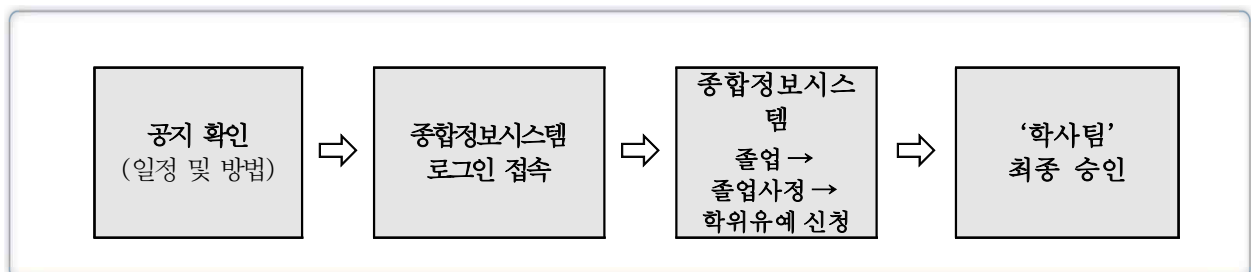 공지 확인
(일정 및 방법)
종합정보시스템
로그인 접속
종합정보시스
템
졸업 →
졸업사정 →
학위유예 신청
‘학사팀’
최종 승인